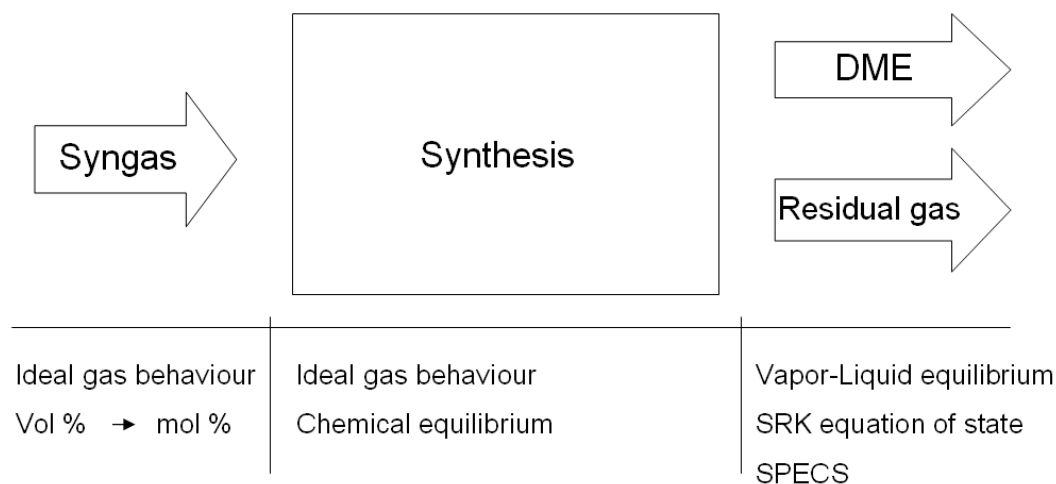 Syngas
Synthesis
DME
Residual gas
Ideal gas behaviour
Vol % → mol %
Ideal gas behaviour
Chemical equilibrium
Vapor-Liquid equilibrium
SRK equation of state
SPECS